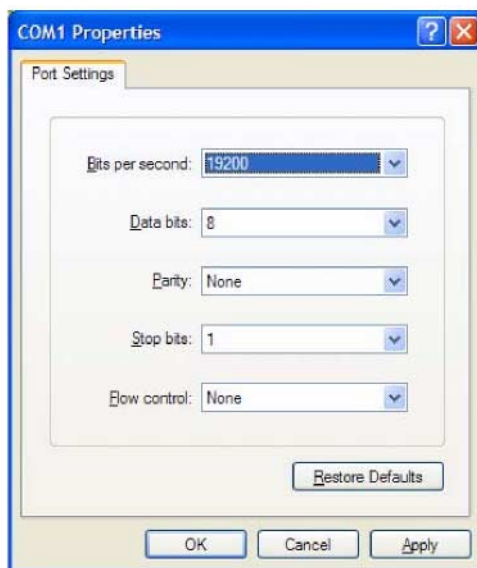 COM1 Properties
Port Settings
Bits per second: 19200
Data bits: 8
Parity: None
Stop bits: 1
Flow control: None
Restore Defaults
OK Cancel Apply